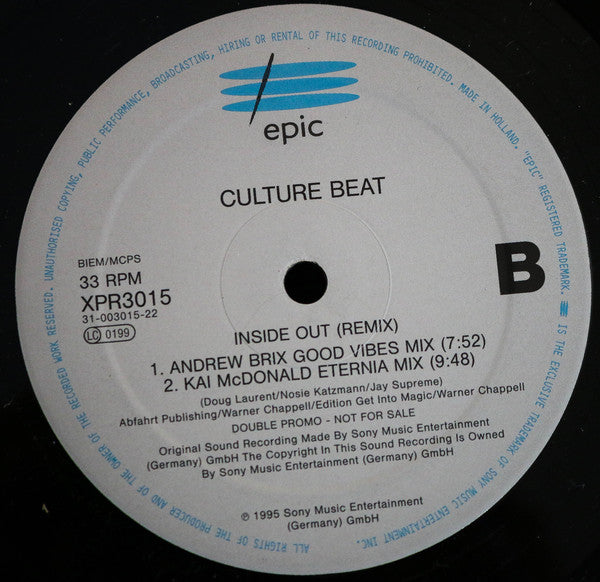 epic
CULTURE BEAT
B
BIEM/MCPS
33 RPM
XPR3015
31-003015-22
LC 0199
INSIDE OUT (REMIX)
1. ANDREW BRIX GOOD ViBES MIX (7:52)
2. KAI McDONALD ETERNIA MIX (9:48)
(Doug Laurent/Nosie Katzmann/Jay Supreme)
Abfahrt Publishing/Warner Chappell/Edition Get Into Magic/Warner Chappell
DOUBLE PROMO - NOT FOR SALE
Original Sound Recording Made By Sony Music Entertainment
(Germany) GmbH The Copyright In This Sound Recording Is Owned
By Sony Music Entertainment (Germany) GmbH
℗ 1995 Sony Music Entertainment
(Germany) GmbH
ALL RIGHTS OF THE PRODUCER AND OF THE OWNER OF THE RECORDED WORK RESERVED. UNAUTHORISED COPYING, PUBLIC PERFORMANCE, BROADCASTING, HIRING OR RENTAL OF THIS RECORDING PROHIBITED. MADE IN HOLLAND. "EPIC" REGISTERED TRADEMARK. IS THE EXCLUSIVE TRADEMARK OF SONY MUSIC ENTERTAINMENT INC.